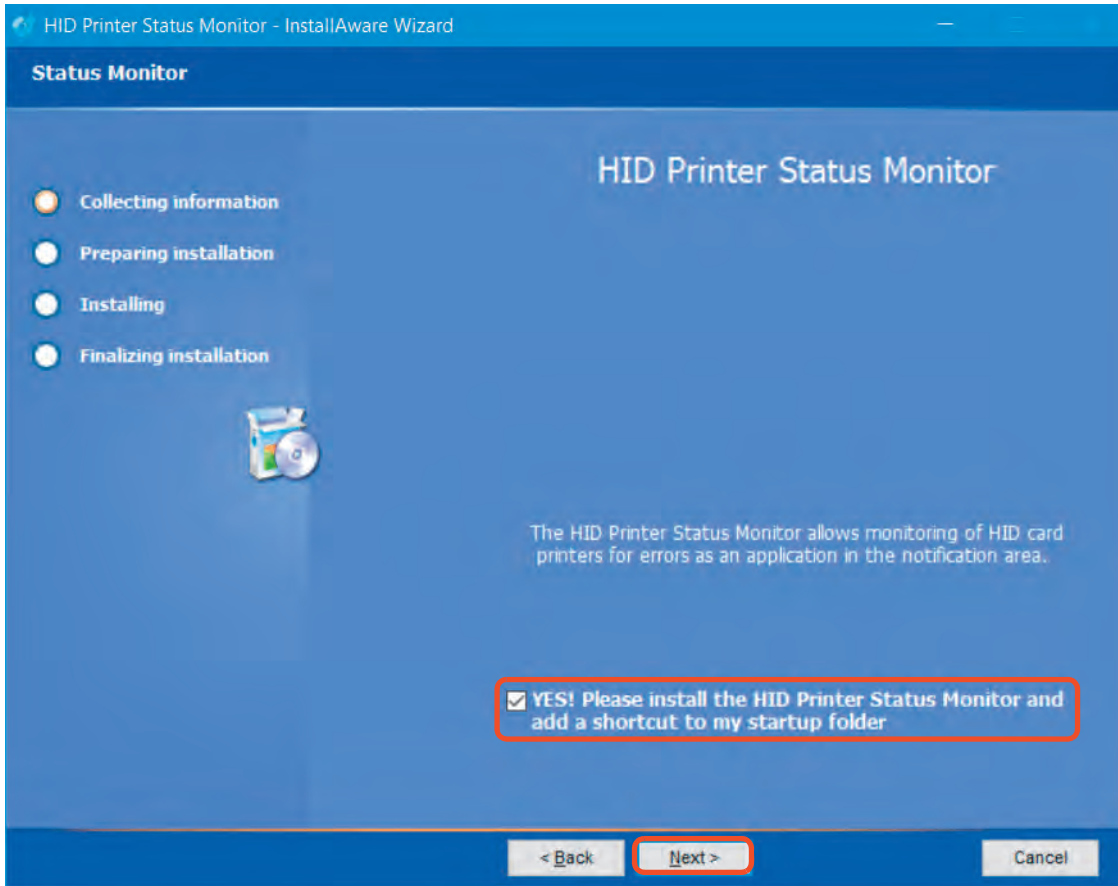 HID Printer Status Monitor - InstallAware Wizard
Status Monitor
HID Printer Status Monitor
Collecting information
Preparing installation
Installing
Finalizing installation
The HID Printer Status Monitor allows monitoring of HID card
printers for errors as an application in the notification area.
YES! Please install the HID Printer Status Monitor and
add a shortcut to my startup folder
< Back
Next >
Cancel